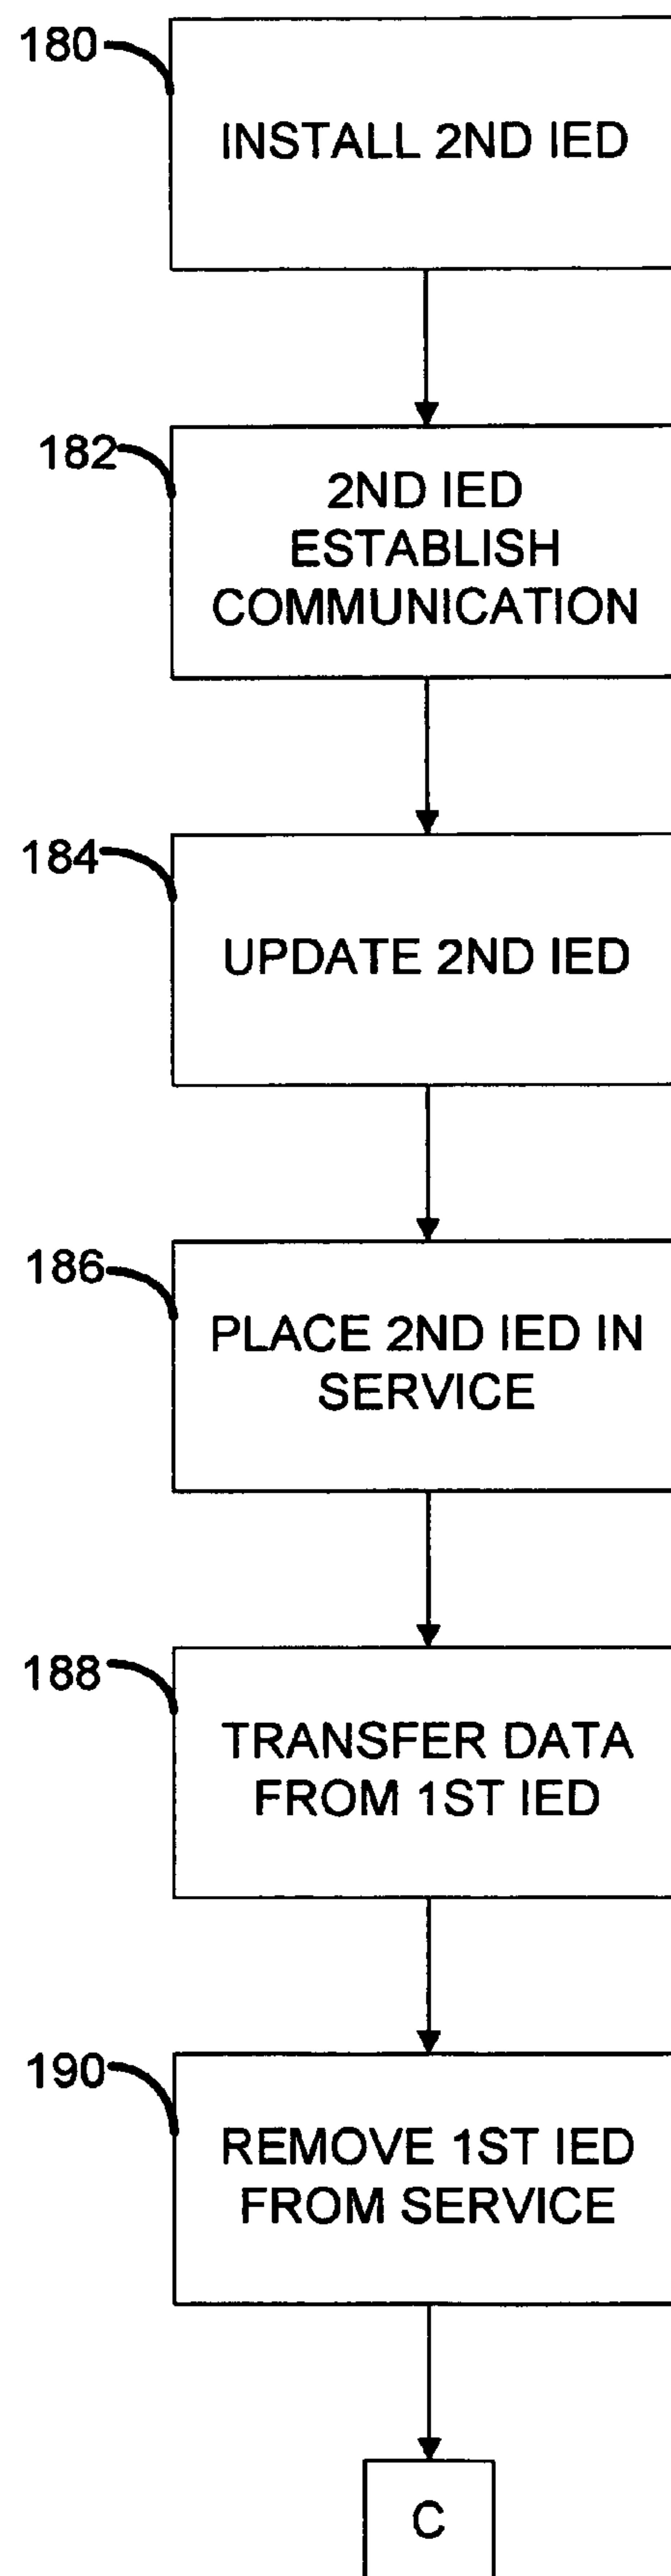 180
INSTALL 2ND IED
182
2ND IED
ESTABLISH
COMMUNICATION
184
UPDATE 2ND IED
186
PLACE 2ND IED IN
SERVICE
188
TRANSFER DATA
FROM 1ST IED
190
REMOVE 1ST IED
FROM SERVICE
C